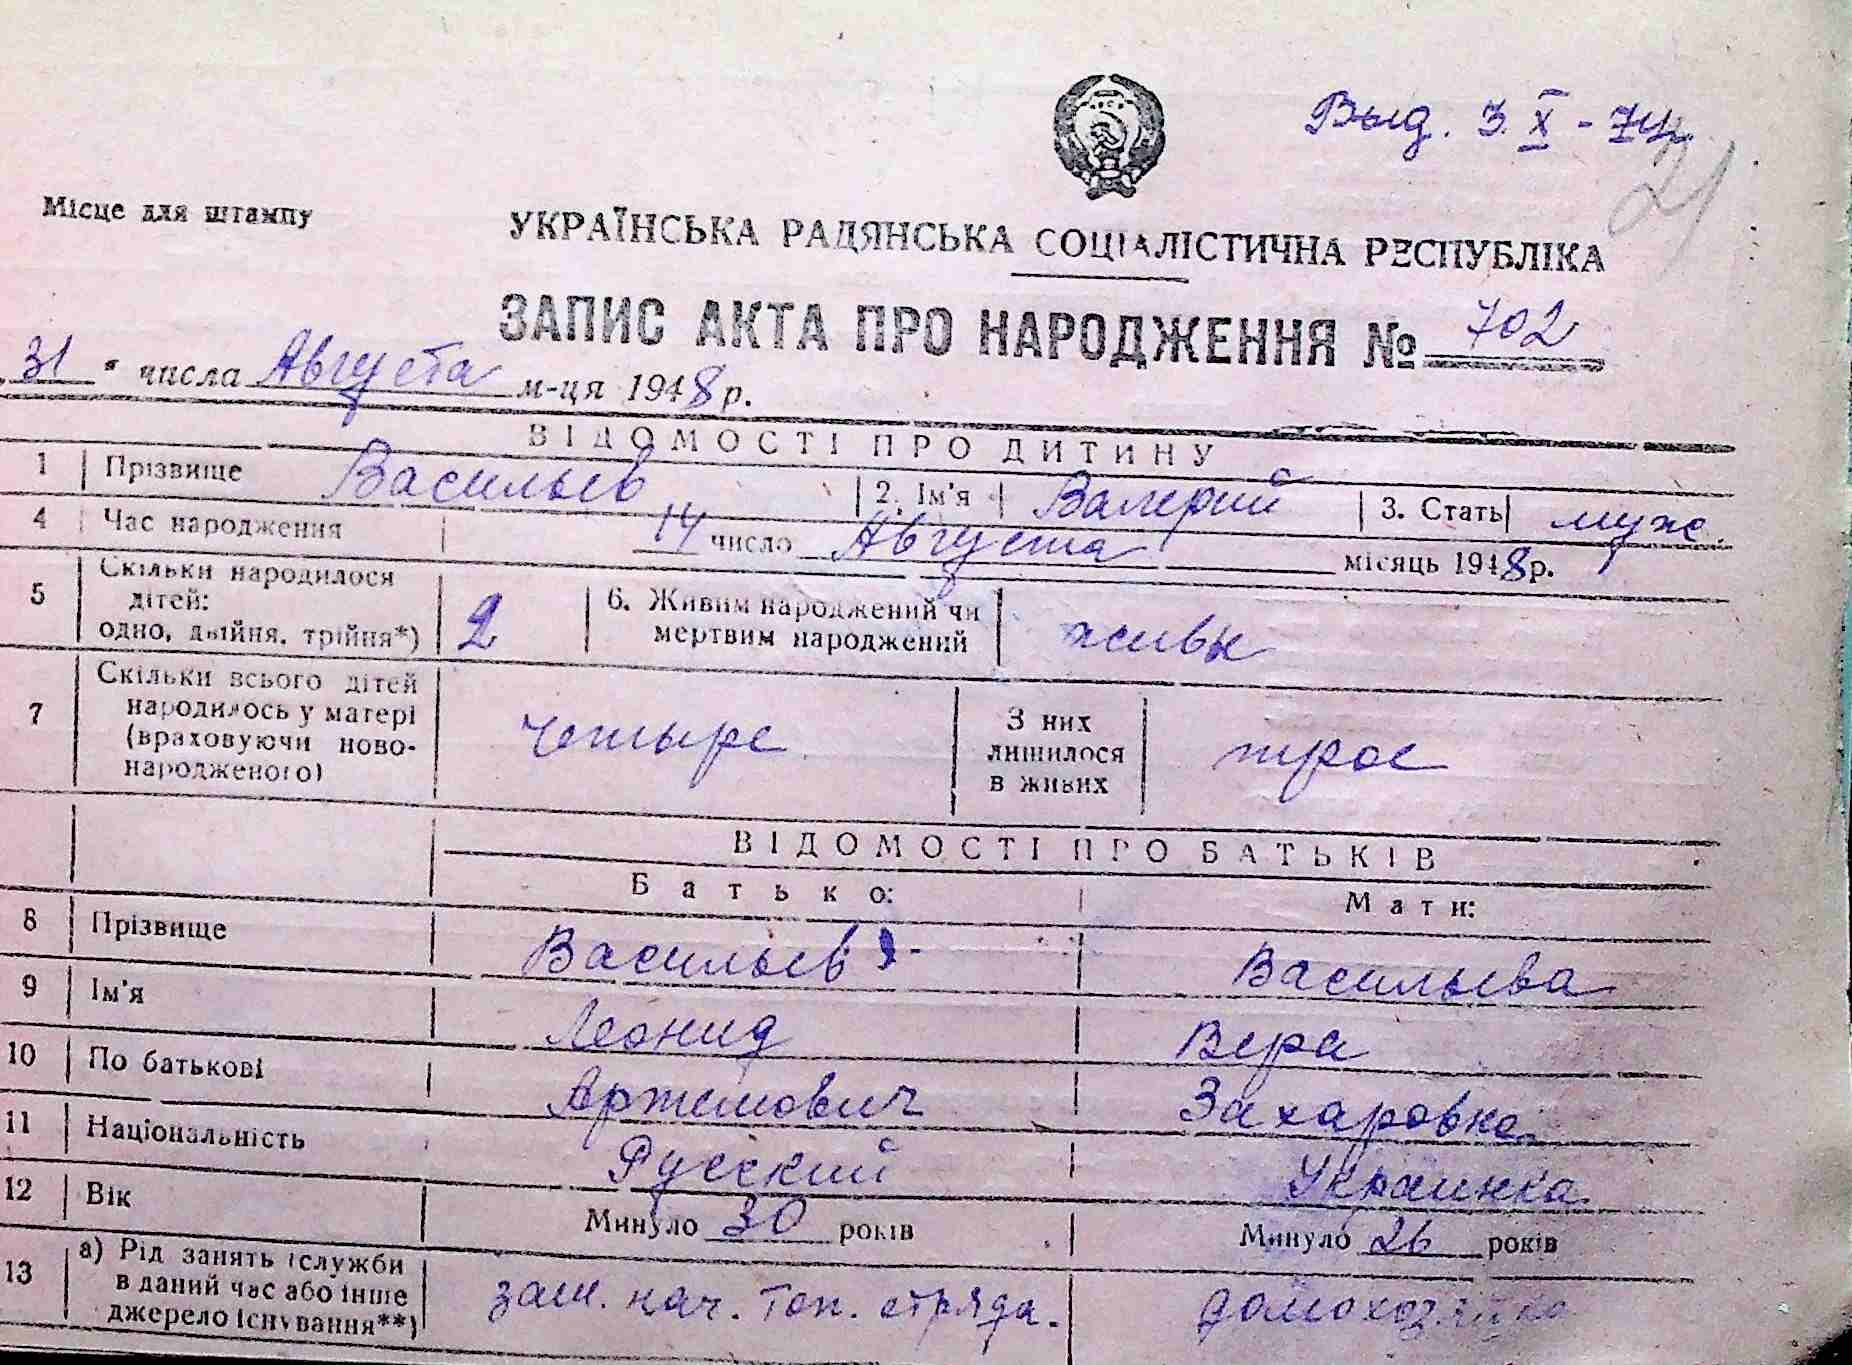 Выд. 3. X - 74
21
Місце для штампу
УКРАЇНСЬКА РАДЯНСЬКА СОЦІАЛІСТИЧНА РЕСПУБЛІКА
ЗАПИС АКТА ПРО НАРОДЖЕННЯ № 702
„31" числа Августа м-ця 1948 р.
ВІДОМОСТІ ПРО ДИТИНУ
1 Прізвище Васильев 2. Ім'я Валерий 3. Стать муж.
4 Час народження 14 число Августа місяць 1948 р.
5 Скільки народилося
дітей:
одно, двійня, трійня*) 2 6. Живим народжений чи
мертвим народжений живы
7 Скільки всього дітей
народилось у матері
(враховуючи ново-
народженого) четыре З них
лишилося
в живих трое
ВІДОМОСТІ ПРО БАТЬКІВ
Батько: Мати:
8 Прізвище Васильев Васильева
9 Ім'я Леонид Вера
10 По батькові Артемович Захаровна
11 Національність Русский Украинка
12 Вік Минуло 30 років Минуло 26 років
13 а) Рід занять (служби
в даний час або інше
джерело існування**) зам. нач. топ. отряда. домохозяйка